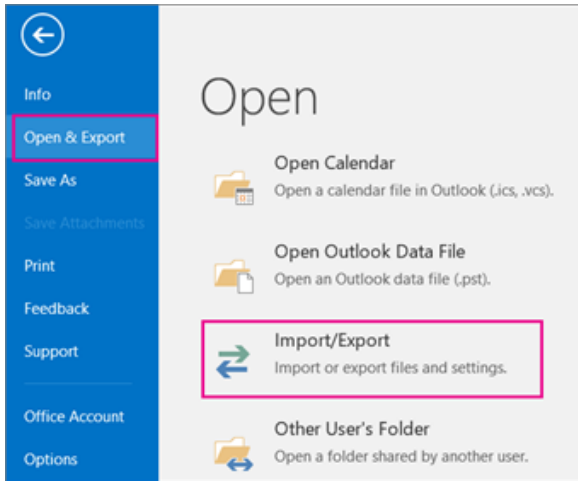 Info
Open & Export
Save As
Save Attachments
Print
Feedback
Support
Office Account
Options
Open
Open Calendar
Open a calendar file in Outlook (.ics, .vcs).
Open Outlook Data File
Open an Outlook data file (.pst).
Import/Export
Import or export files and settings.
Other User's Folder
Open a folder shared by another user.